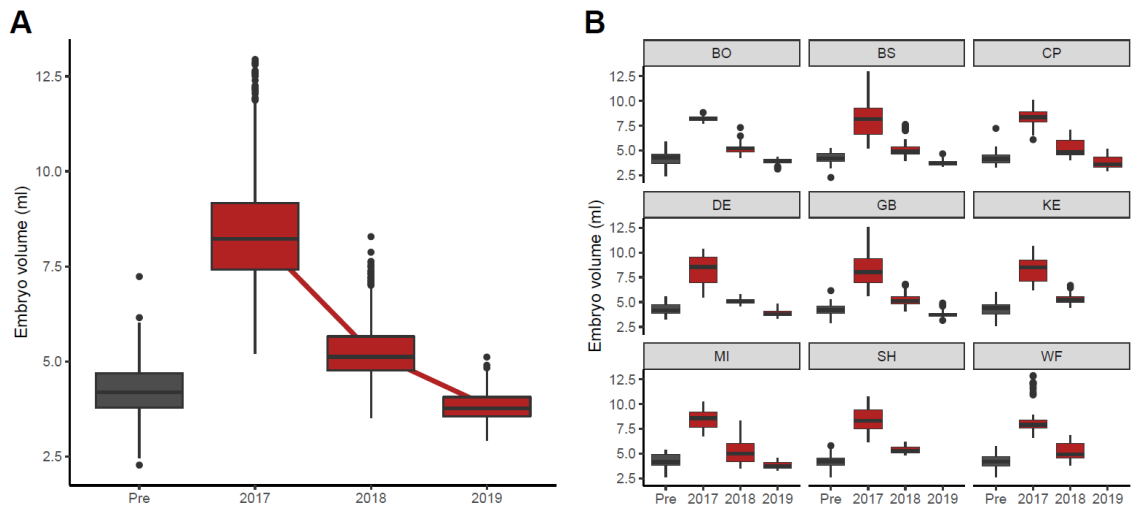 A
Embryo volume (ml)
12.5
10.0
7.5
5.0
2.5
Pre 2017 2018 2019
B
Embryo volume (ml)
BO BS CP
12.5
10.0
7.5
5.0
2.5
DE GB KE
12.5
10.0
7.5
5.0
2.5
MI SH WF
12.5
10.0
7.5
5.0
2.5
Pre 2017 2018 2019 Pre 2017 2018 2019 Pre 2017 2018 2019